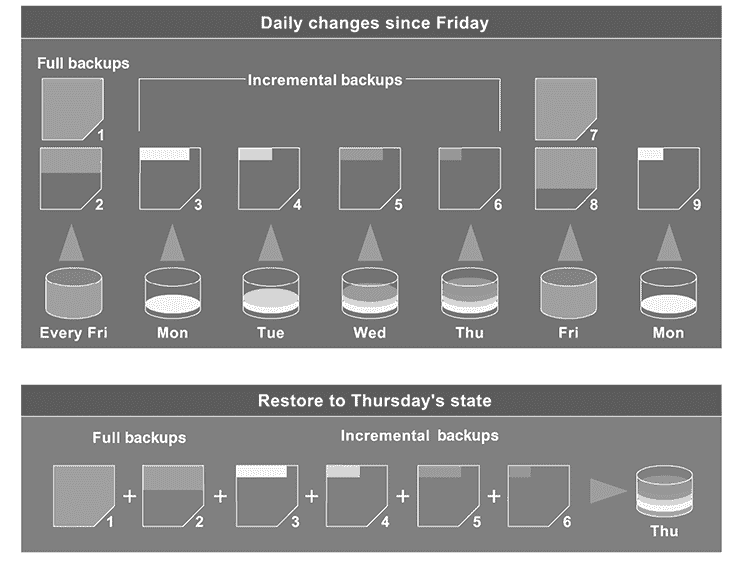 Daily changes since Friday
Full backups
Incremental backups
1
7
2
3
4
5
6
8
9
Every Fri
Mon
Tue
Wed
Thu
Fri
Mon
Restore to Thursday's state
Full backups
Incremental backups
1 + 2 + 3 + 4 + 5 + 6
Thu